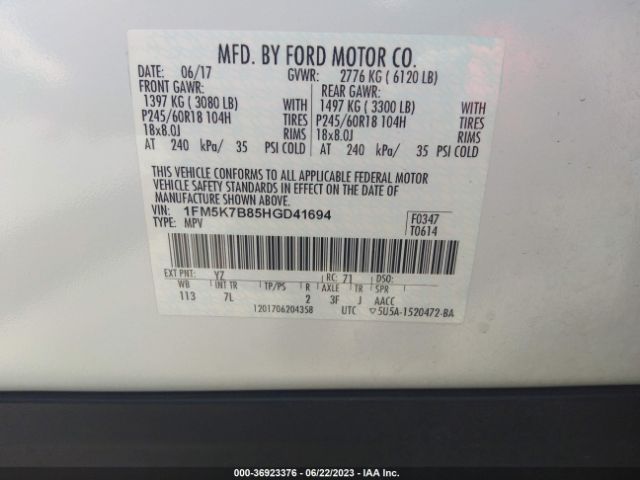 MFD. BY FORD MOTOR CO.
DATE: 06/17 GVWR: 2776 KG ( 6120 LB)
FRONT GAWR: REAR GAWR:
1397 KG ( 3080 LB) WITH 1497 KG ( 3300 LB) WITH
P245/60R18 104H TIRES P245/60R18 104H TIRES
18x8.0J RIMS 18x8.0J RIMS
AT 240 kPa/ 35 PSI COLD AT 240 kPa/ 35 PSI COLD
THIS VEHICLE CONFORMS TO ALL APPLICABLE FEDERAL MOTOR
VEHICLE SAFETY STANDARDS IN EFFECT ON THE DATE OF
MANUFACTURE SHOWN ABOVE.
VIN: 1FM5K7B85HGD41694 F0347
TYPE: MPV T0614
EXT PNT: YZ RC: 71 DSO:
WB INT TR TP/PS R AXLE TR SPR
113 7L 2 3F J AACC
1201706204358 UTC ▽5U5A-1520472-BA
000-36923376 - 06/22/2023 - IAA Inc.